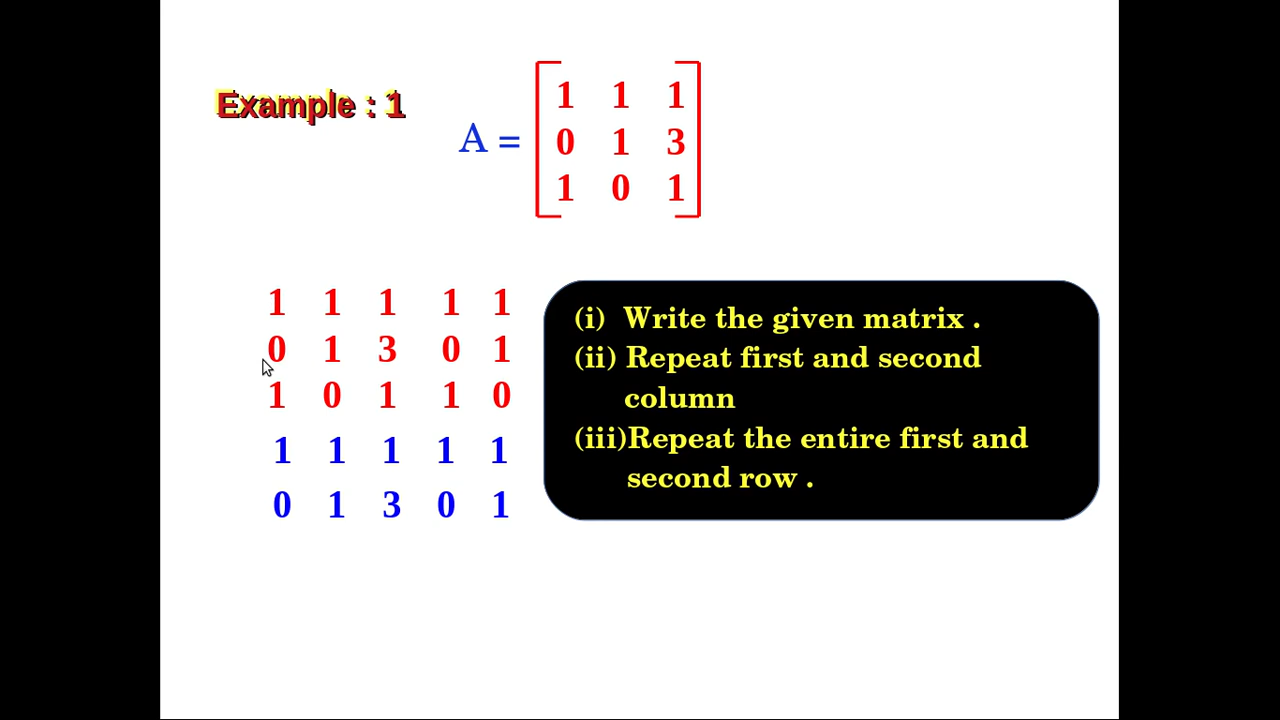 Example : 1
A =
1 1 1
0 1 3
1 0 1
1 1 1 1 1
0 1 3 0 1
1 0 1 1 0
1 1 1 1 1
0 1 3 0 1
(i) Write the given matrix .
(ii) Repeat first and second
column
(iii)Repeat the entire first and
second row .